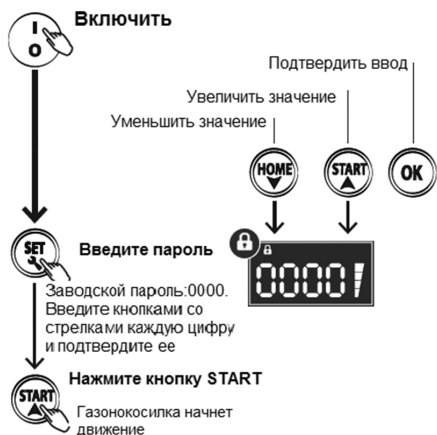 Включить
I
O
Подтвердить ввод
Увеличить значение
Уменьшить значение
HOME
START
OK
SET
Введите пароль
0000
Заводской пароль:0000.
Введите кнопками со
стрелками каждую цифру
и подтвердите ее
START
Нажмите кнопку START
Газонокосилка начнет
движение